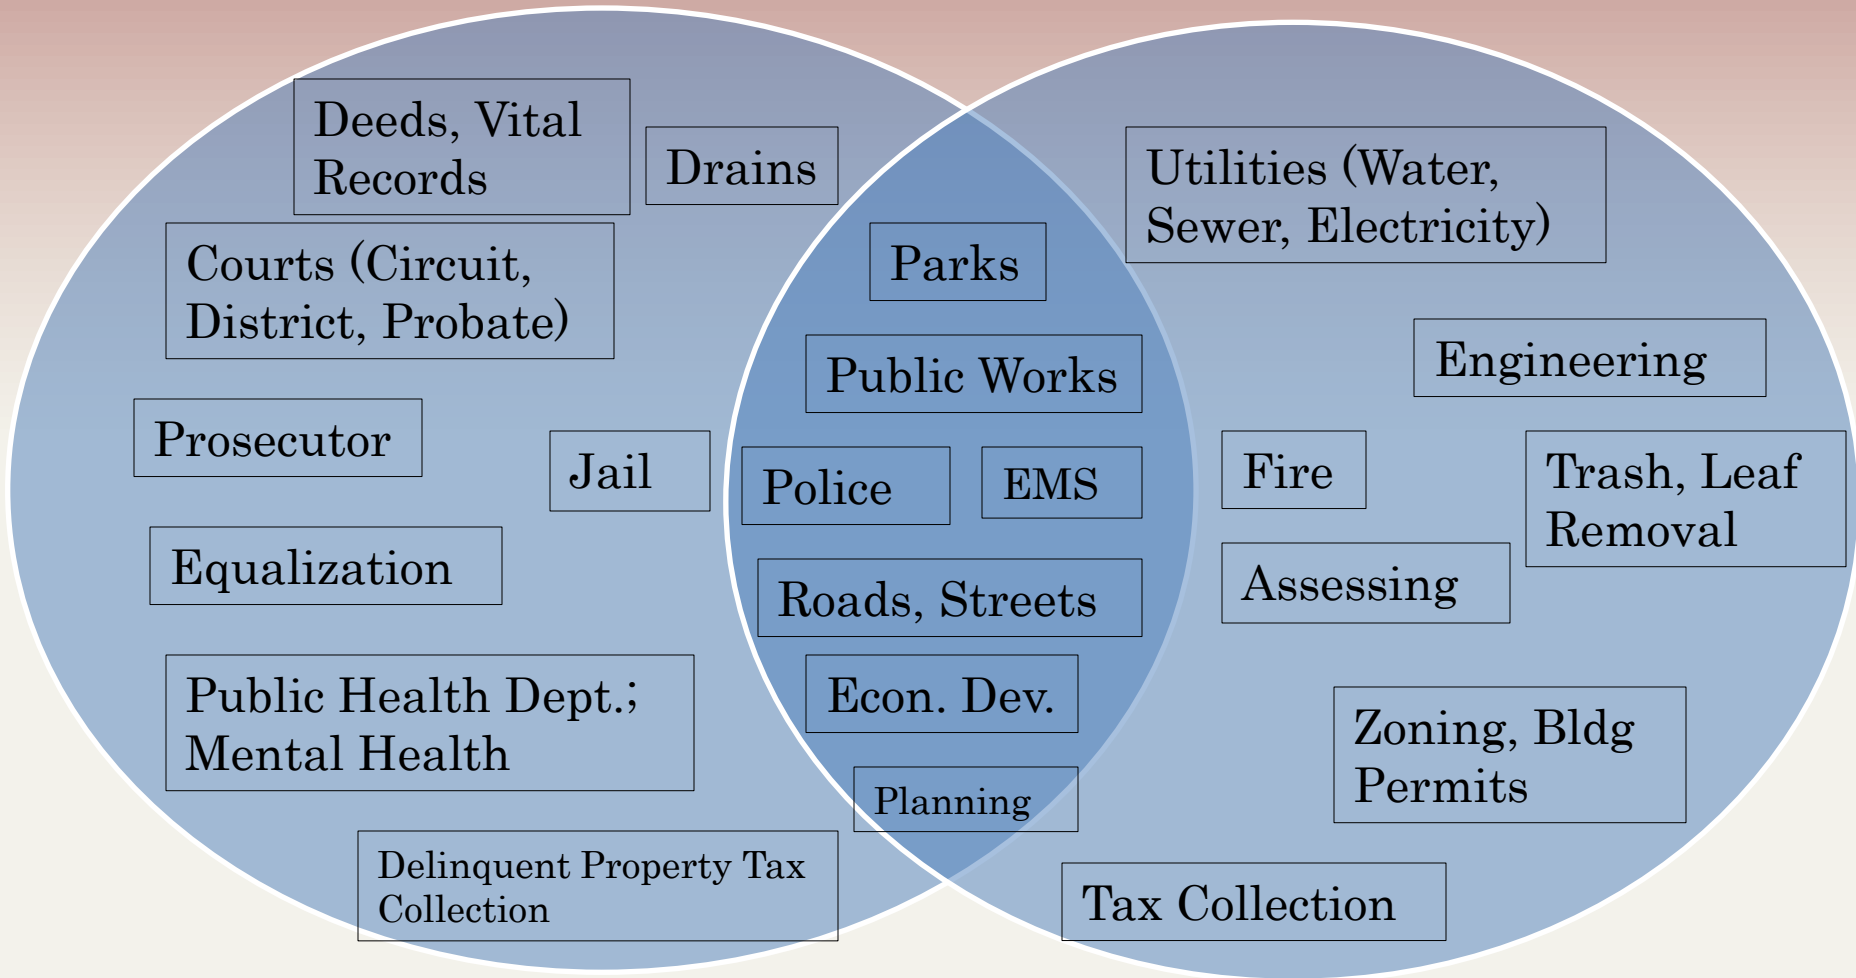 Deeds, Vital
Records
Drains
Courts (Circuit,
District, Probate)
Prosecutor
Jail
Equalization
Public Health Dept.;
Mental Health
Delinquent Property Tax
Collection
Parks
Public Works
Police
EMS
Roads, Streets
Econ. Dev.
Planning
Utilities (Water,
Sewer, Electricity)
Engineering
Fire
Trash, Leaf
Removal
Assessing
Zoning, Bldg
Permits
Tax Collection